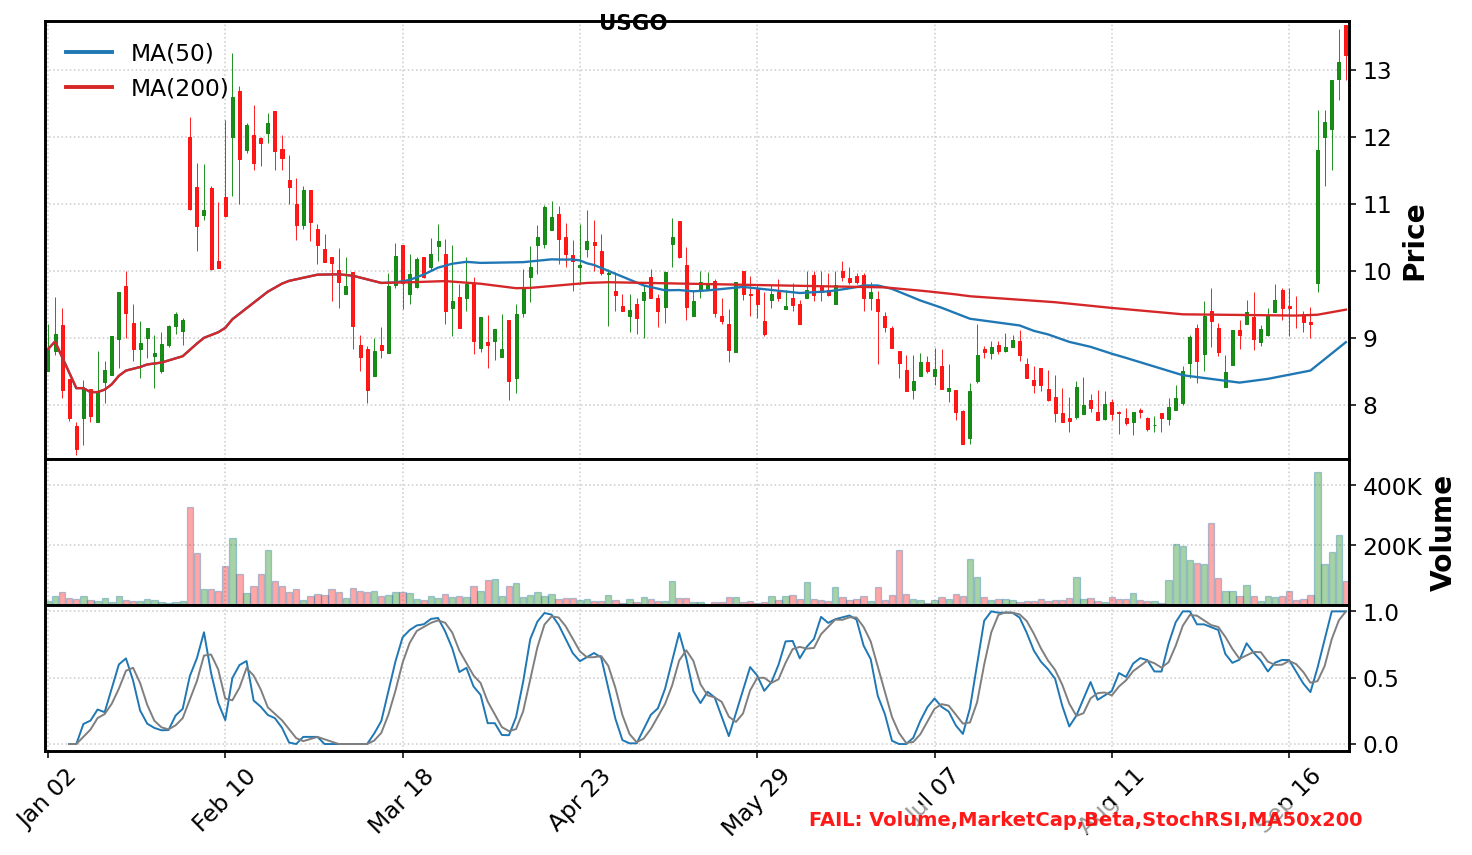 USGO
MA(50)
MA(200)
13
12
11
10
9
8
Price
400K
200K
Volume
1.0
0.5
0.0
Jan 02
Feb 10
Mar 18
Apr 23
May 29
Jul 07
Aug 11
Sep 16
FAIL: Volume,MarketCap,Beta,StochRSI,MA50x200